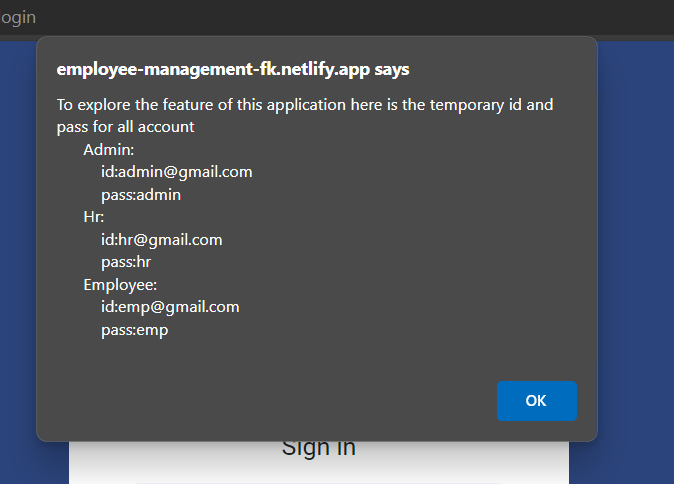 ogin
employee-management-fk.netlify.app says
To explore the feature of this application here is the temporary id and
pass for all account
Admin:
id:admin@gmail.com
pass:admin
Hr:
id:hr@gmail.com
pass:hr
Employee:
id:emp@gmail.com
pass:emp
OK
Sign In